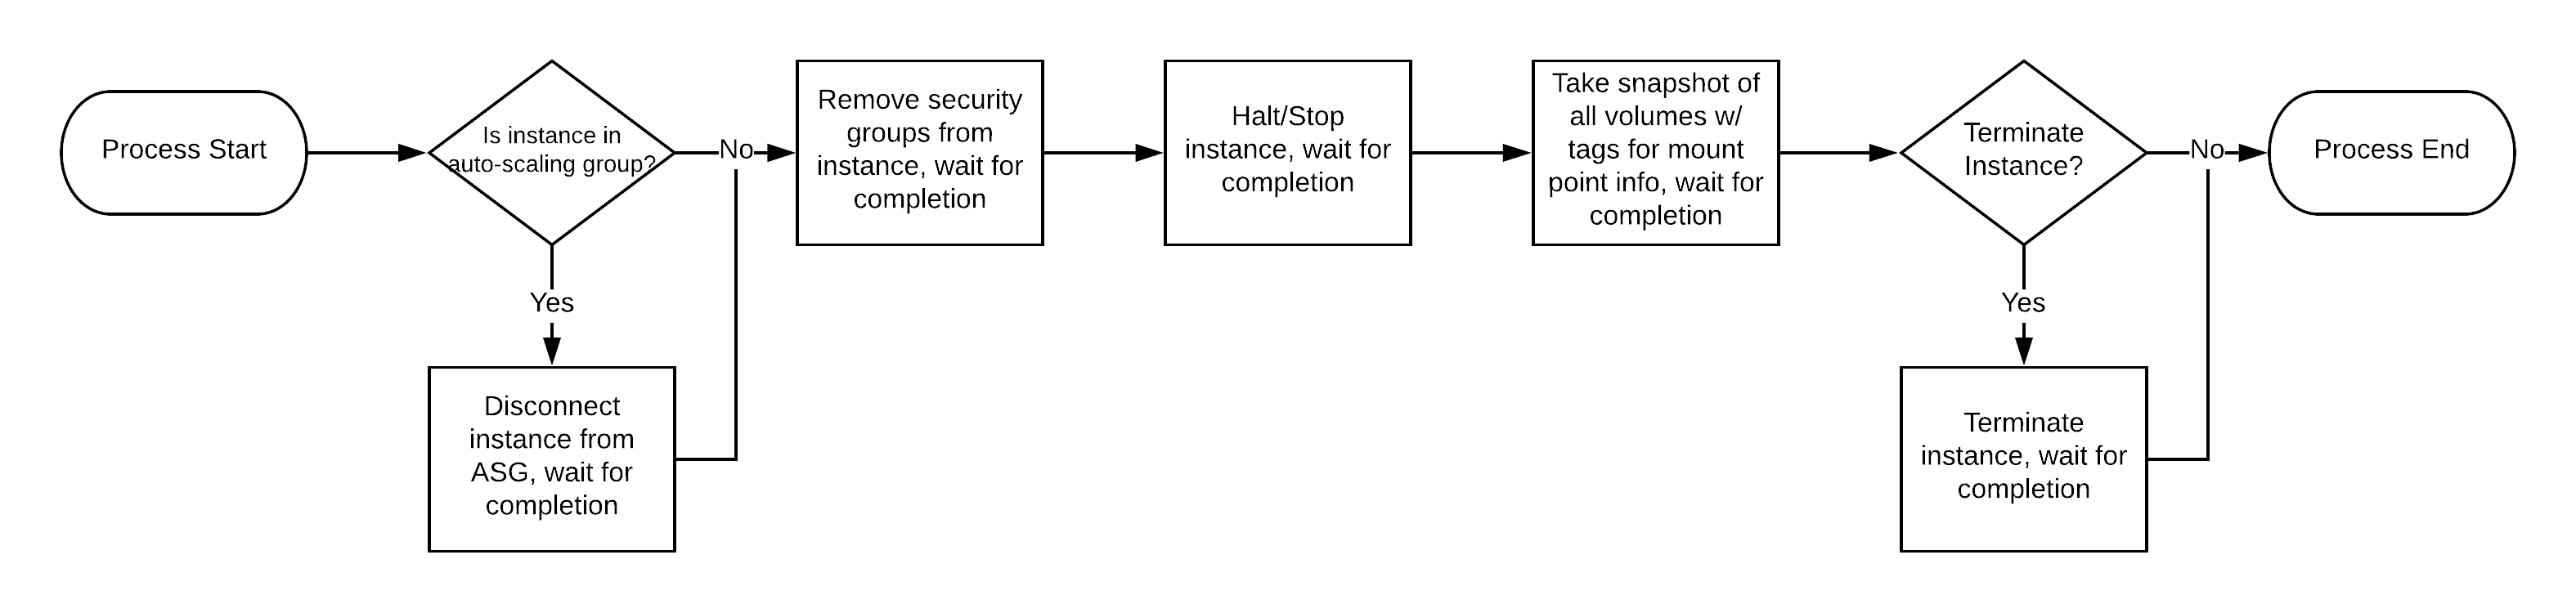 Process Start
Is instance in
auto-scaling group?
No
Yes
Disconnect
instance from
ASG, wait for
completion
Remove security
groups from
instance, wait for
completion
Halt/Stop
instance, wait for
completion
Take snapshot of
all volumes w/
tags for mount
point info, wait for
completion
Terminate
Instance?
No
Yes
Terminate
instance, wait for
completion
Process End